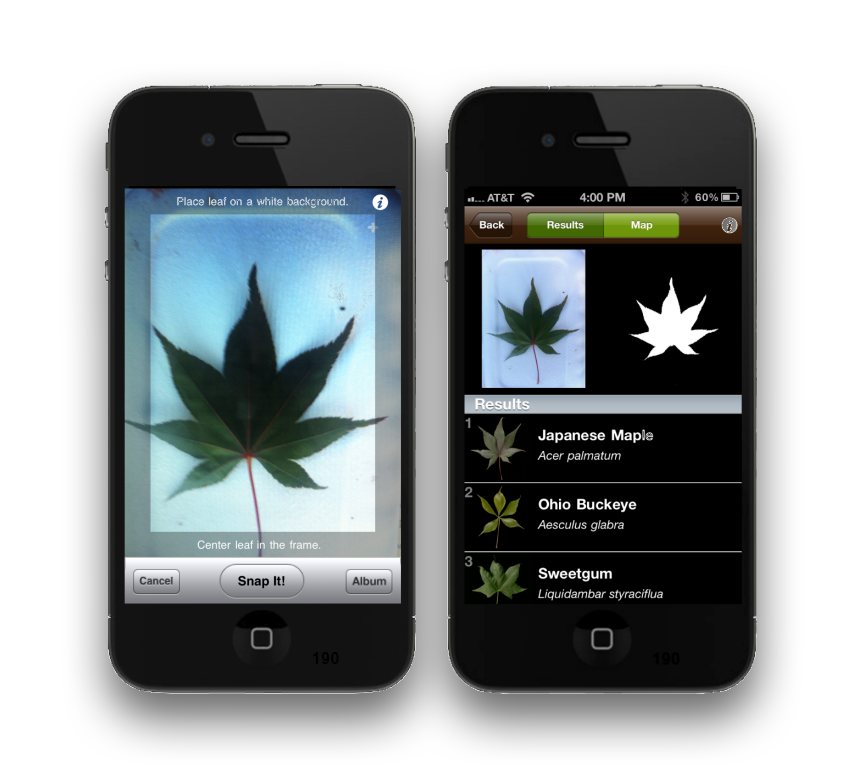 Place leaf on a white background.
Center leaf in the frame.
Cancel
Snap It!
Album
190
AT&T
4:00 PM
60%
Back
Results
Map
Results
1
Japanese Maple
Acer palmatum
2
Ohio Buckeye
Aesculus glabra
3
Sweetgum
Liquidambar styraciflua
190